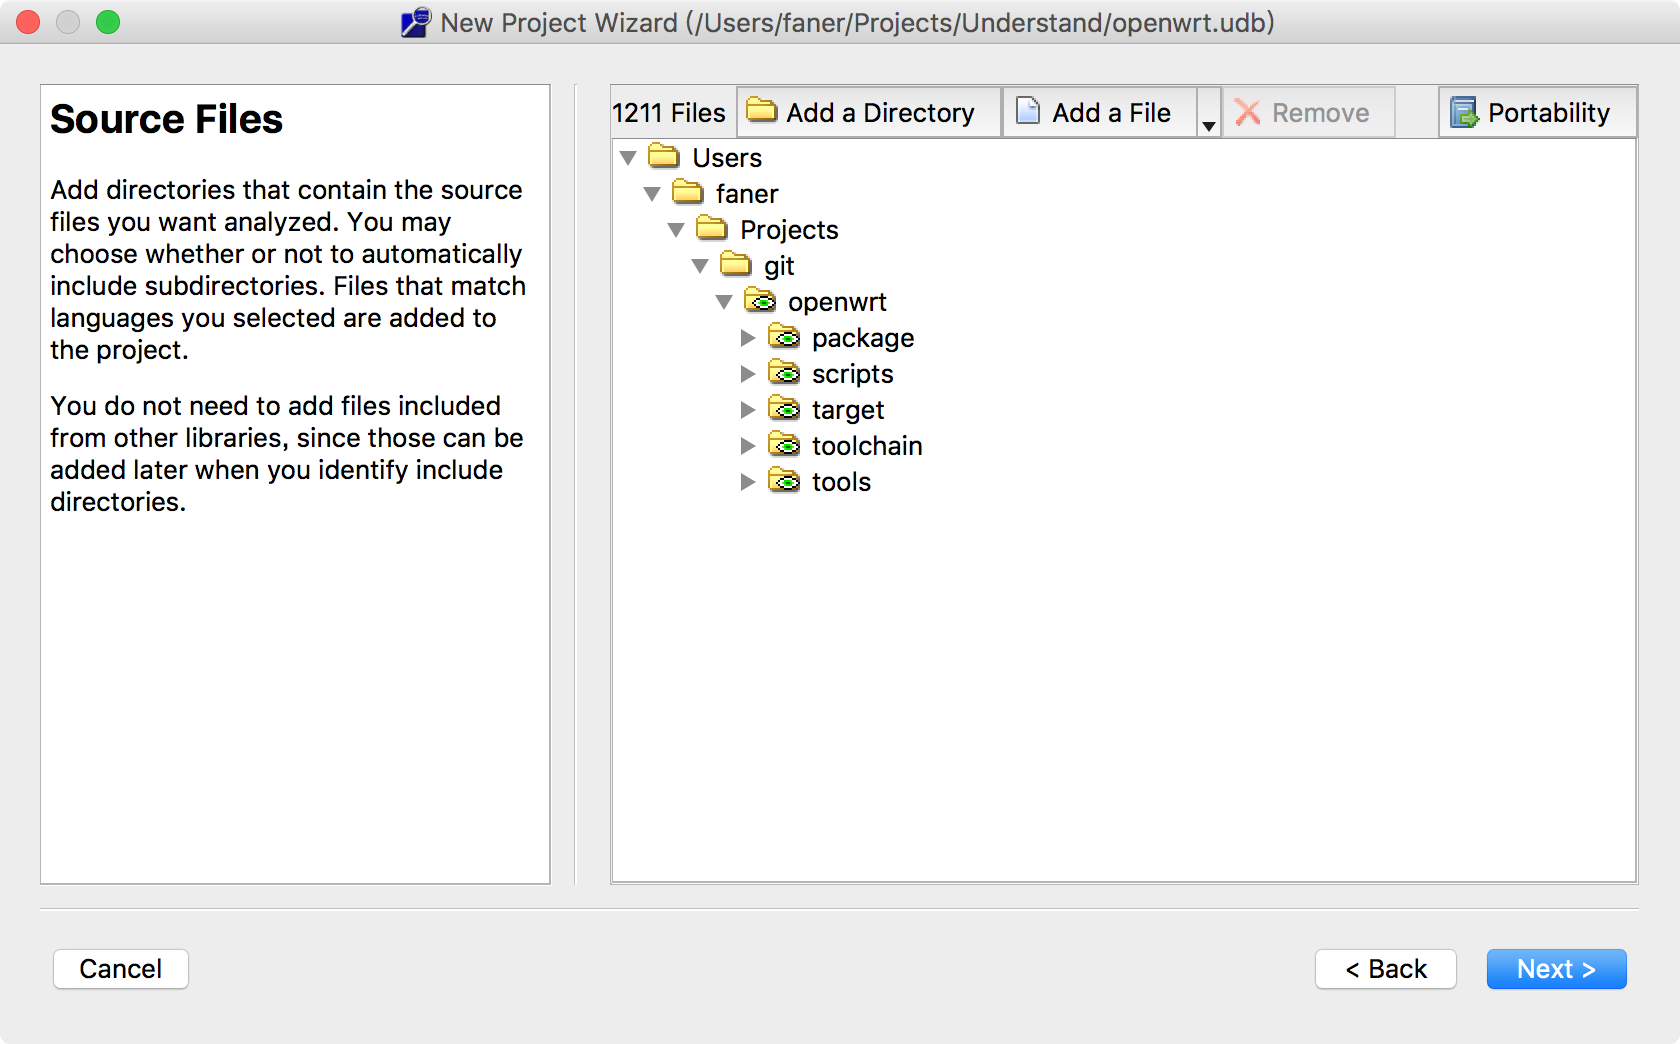 New Project Wizard (/Users/faner/Projects/Understand/openwrt.udb)
Source Files
Add directories that contain the source
files you want analyzed. You may
choose whether or not to automatically
include subdirectories. Files that match
languages you selected are added to
the project.
You do not need to add files included
from other libraries, since those can be
added later when you identify include
directories.
1211 Files Add a Directory Add a File Remove Portability
Users
faner
Projects
git
openwrt
package
scripts
target
toolchain
tools
Cancel < Back Next >